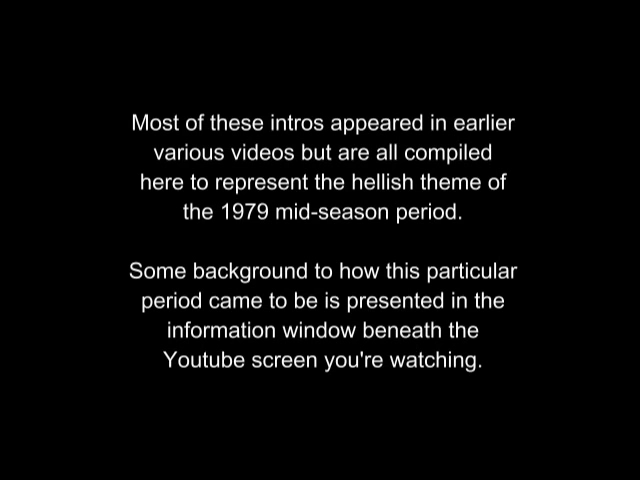 Most of these intros appeared in earlier
various videos but are all compiled
here to represent the hellish theme of
the 1979 mid-season period.
Some background to how this particular
period came to be is presented in the
information window beneath the
Youtube screen you're watching.